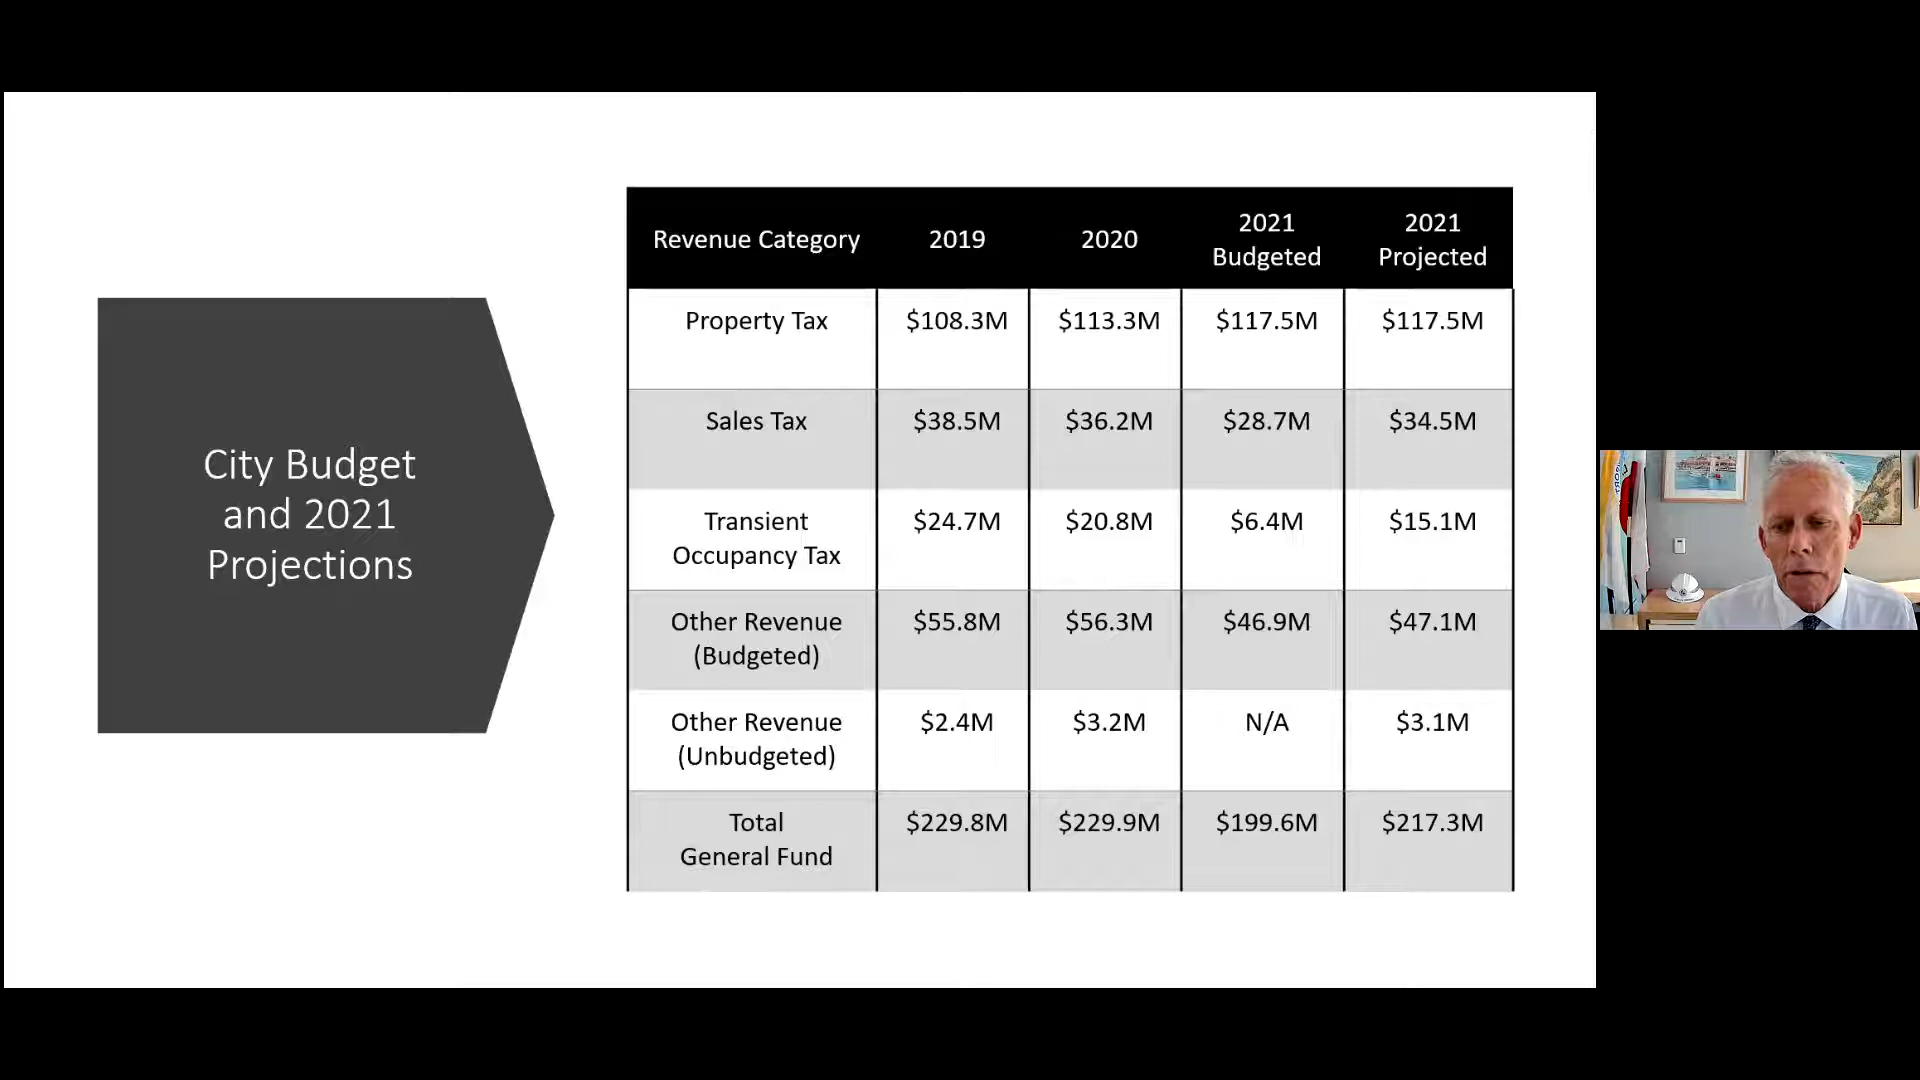 City Budget
and 2021
Projections
Revenue Category 2019 2020 2021 Budgeted 2021 Projected
Property Tax $108.3M $113.3M $117.5M $117.5M
Sales Tax $38.5M $36.2M $28.7M $34.5M
Transient Occupancy Tax $24.7M $20.8M $6.4M $15.1M
Other Revenue (Budgeted) $55.8M $56.3M $46.9M $47.1M
Other Revenue (Unbudgeted) $2.4M $3.2M N/A $3.1M
Total General Fund $229.8M $229.9M $199.6M $217.3M